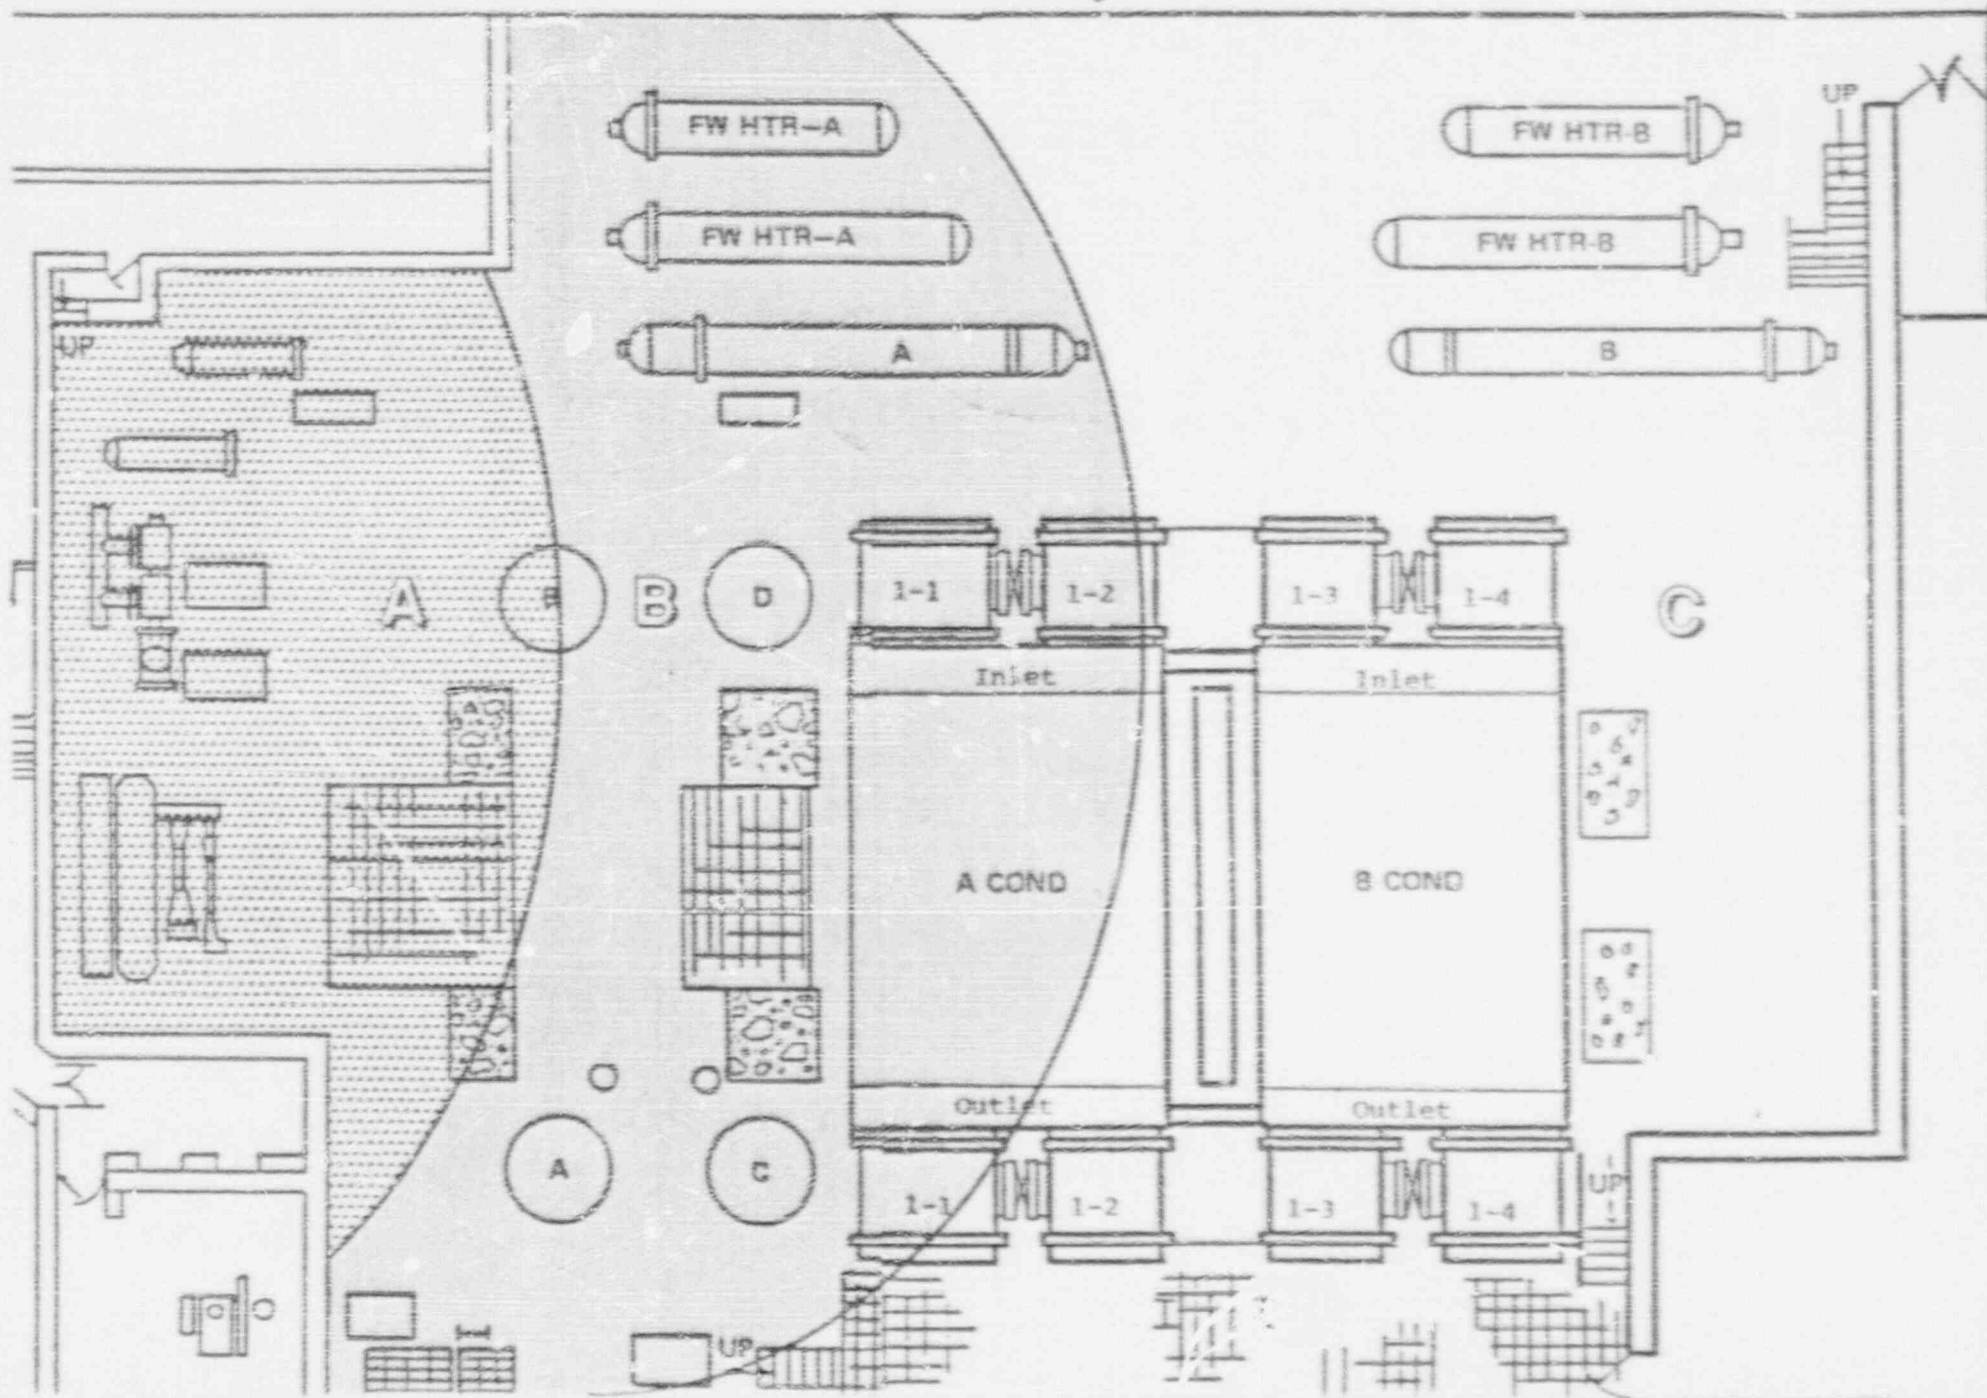 UP
FW HTR-A
FW HTR-B
FW HTR-A
FW HTR-B
UP
A
B
A
B
B
D
1-1
1-2
1-3
1-4
C
Inlet
Inlet
A COND
B COND
Outlet
Outlet
A
C
1-1
1-2
1-3
1-4
UP
UP